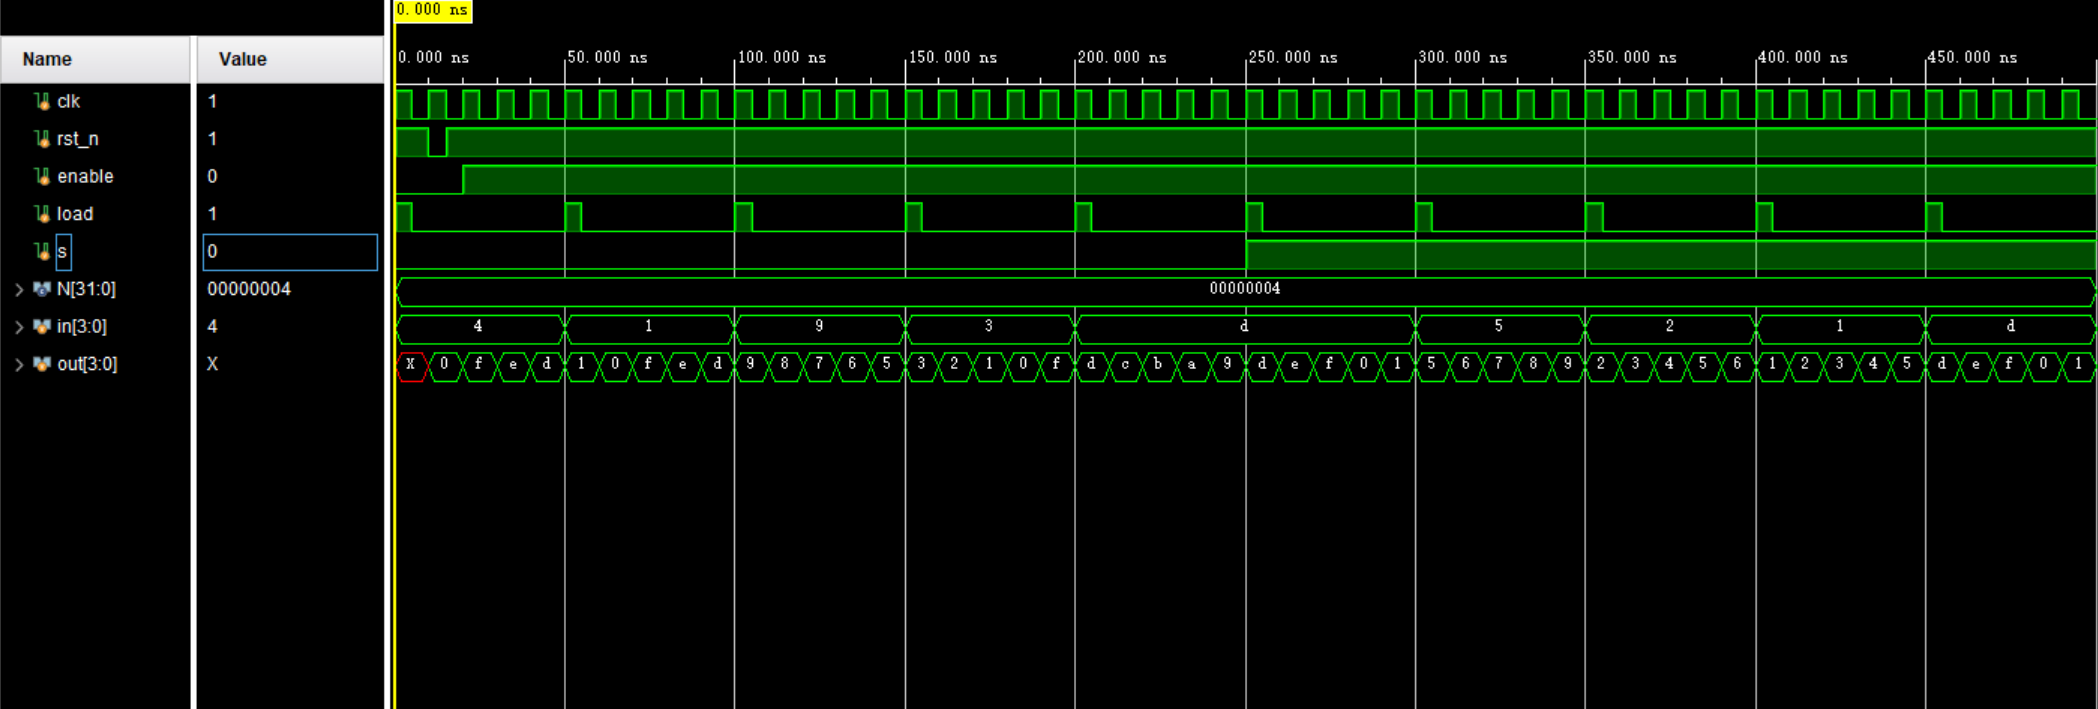 0.000 ns
Name Value
0.000 ns 50.000 ns 100.000 ns 150.000 ns 200.000 ns 250.000 ns 300.000 ns 350.000 ns 400.000 ns 450.000 ns
clk 1
rst_n 1
enable 0
load 1
s 0
N[31:0] 00000004 00000004
in[3:0] 4 4 1 9 3 d 5 2 1 d
out[3:0] X X 0 f e d 1 0 f e d 9 8 7 6 5 3 2 1 0 f d c b a 9 d e f 0 1 5 6 7 8 9 2 3 4 5 6 1 2 3 4 5 d e f 0 1